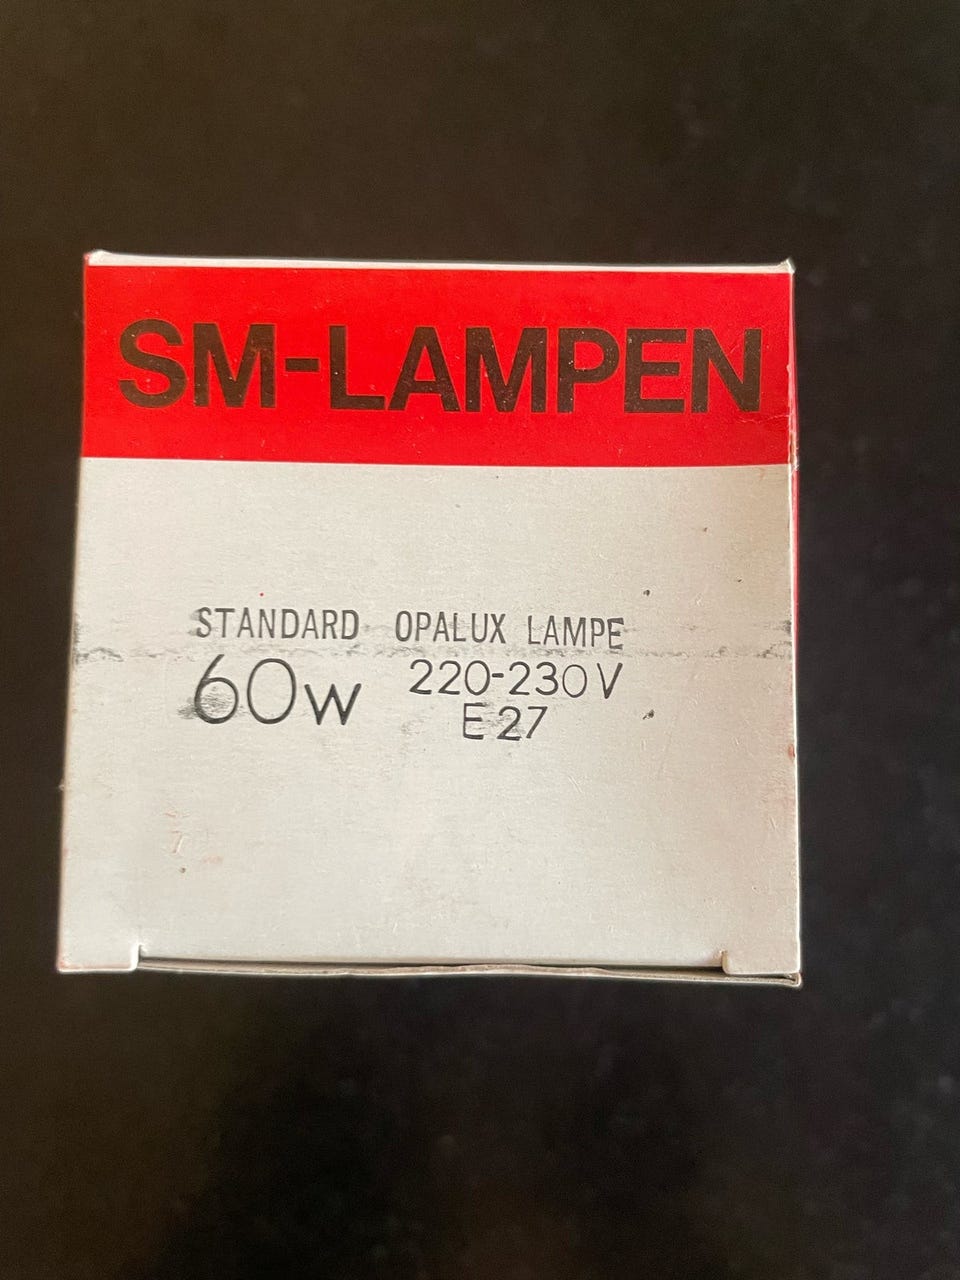 SM-LAMPEN
STANDARD OPALUX LAMPE
60W 220-230V
E27